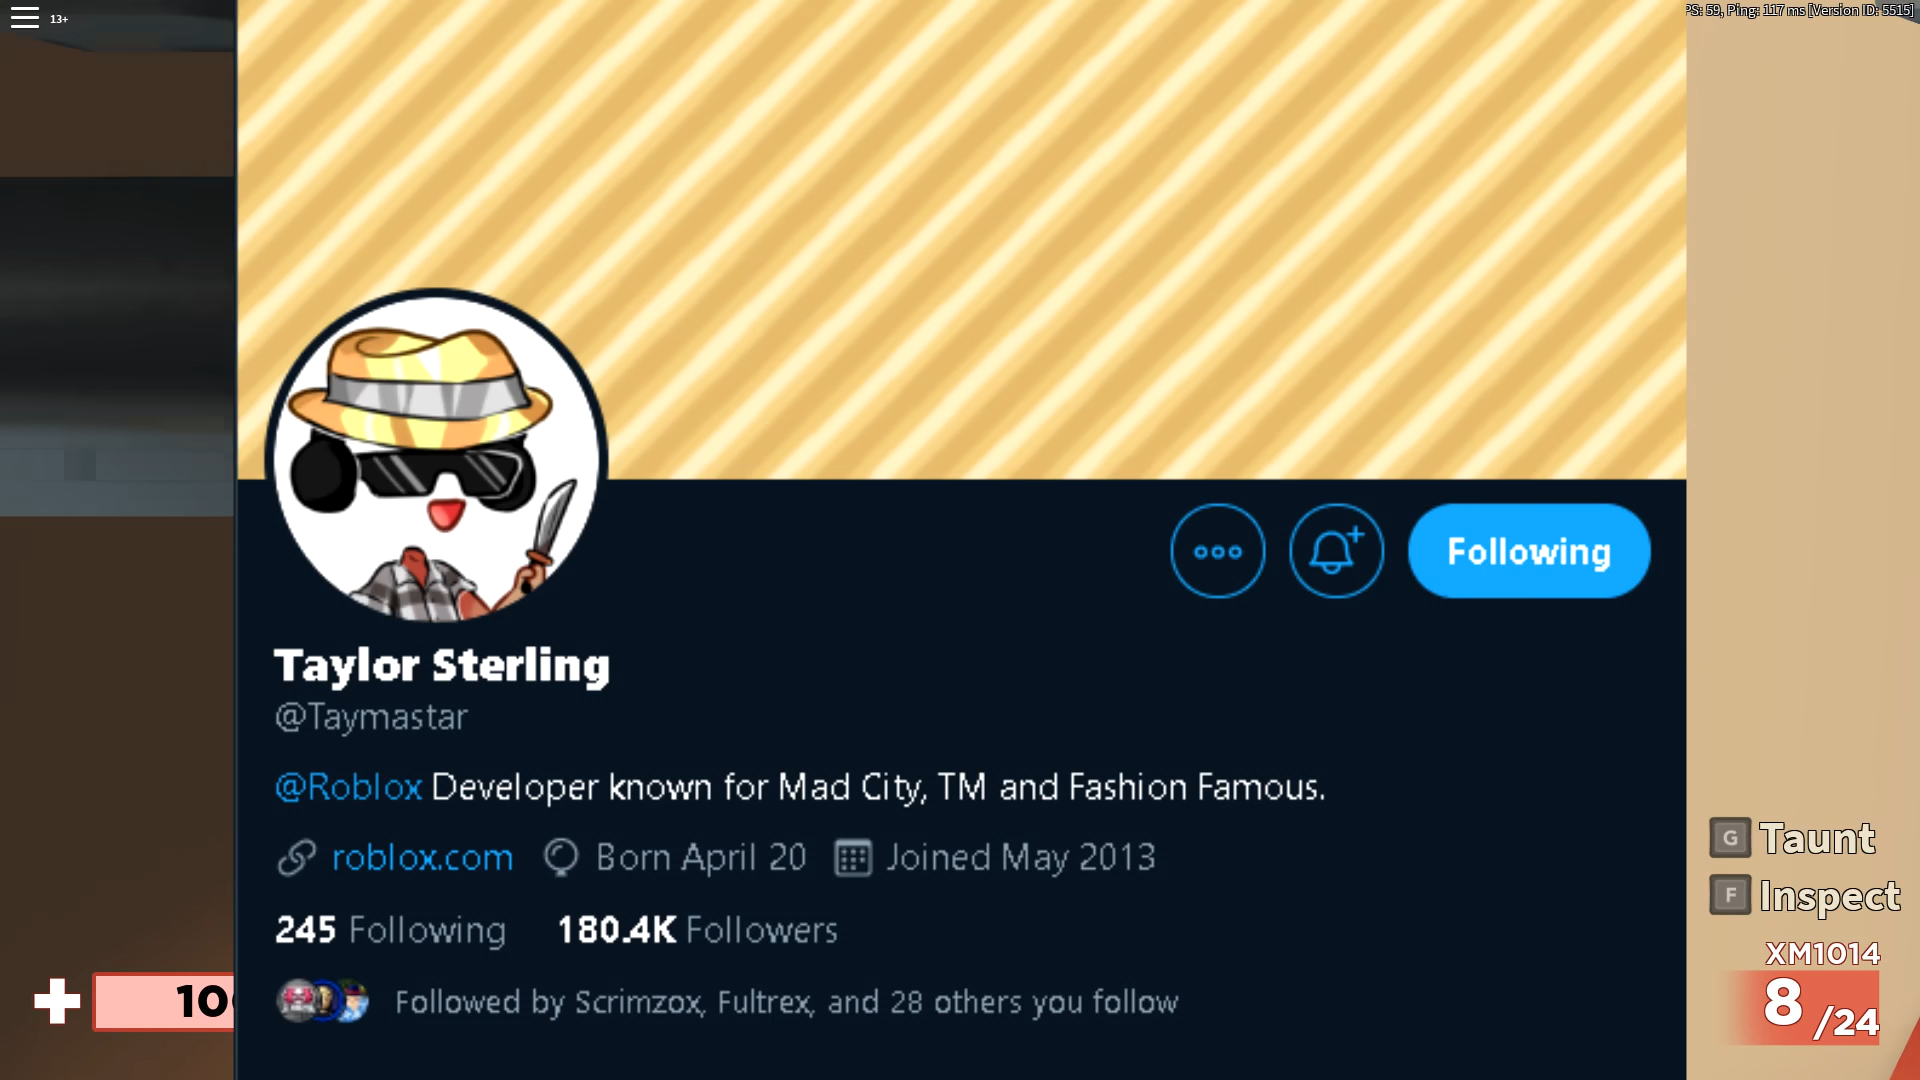 13+
PS: 59, Ping: 117 ms [Version ID: 5515]
Following
Taylor Sterling
@Taymastar
@Roblox Developer known for Mad City, TM and Fashion Famous.
roblox.com Born April 20 Joined May 2013
245 Following 180.4K Followers
Followed by Scrimzox, Fultrex, and 28 others you follow
G Taunt
F Inspect
XM1014
8 /24
10